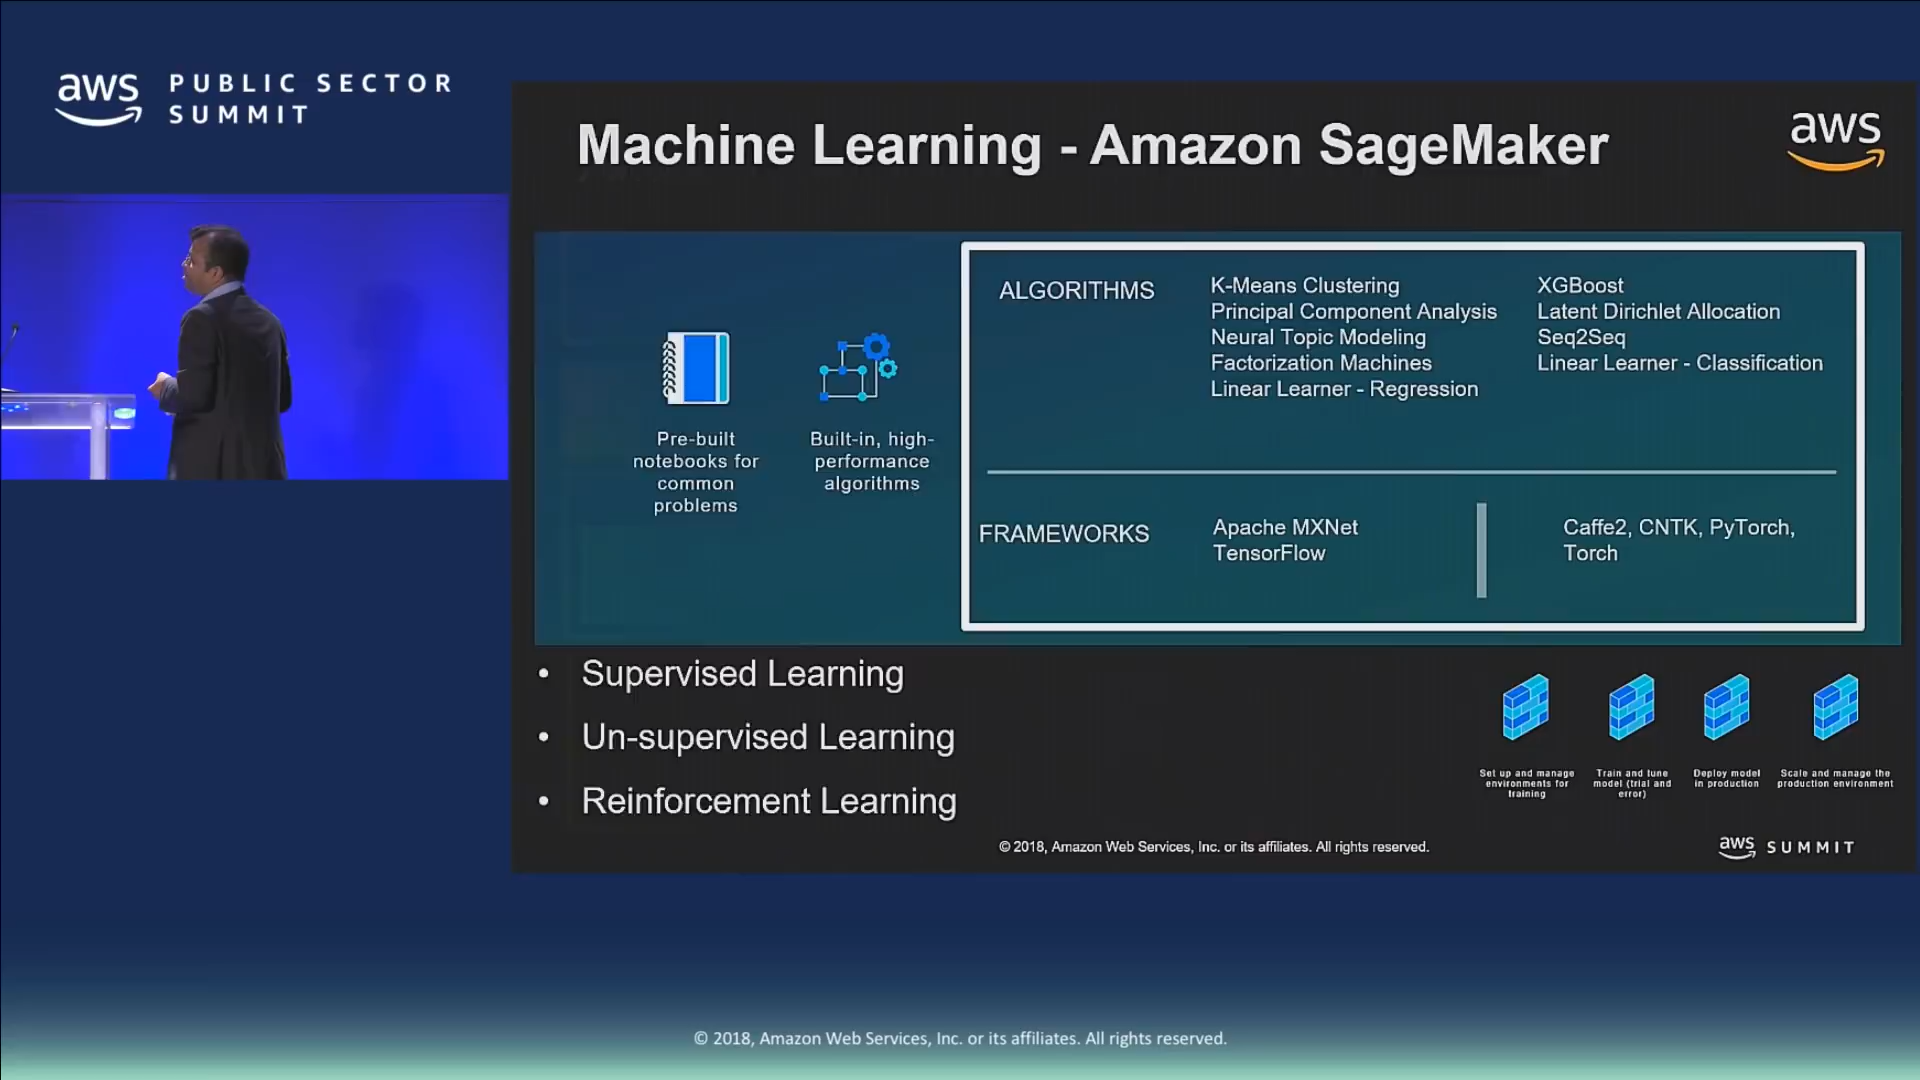 aws PUBLIC SECTOR
SUMMIT
Machine Learning - Amazon SageMaker
aws
Pre-built
notebooks for
common
problems
Built-in, high-
performance
algorithms
ALGORITHMS
K-Means Clustering
Principal Component Analysis
Neural Topic Modeling
Factorization Machines
Linear Learner - Regression
XGBoost
Latent Dirichlet Allocation
Seq2Seq
Linear Learner - Classification
FRAMEWORKS
Apache MXNet
TensorFlow
Caffe2, CNTK, PyTorch,
Torch
• Supervised Learning
• Un-supervised Learning
• Reinforcement Learning
Set up and manage
environments for
training
Train and tune
model (trial and
error)
Deploy model
in production
Scale and manage the
production environment
© 2018, Amazon Web Services, Inc. or its affiliates. All rights reserved.
aws SUMMIT
© 2018, Amazon Web Services, Inc. or its affiliates. All rights reserved.